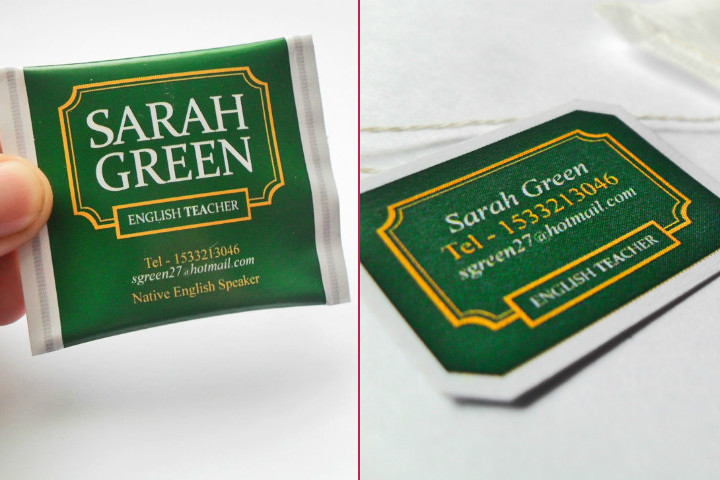 SARAH
GREEN
ENGLISH TEACHER
Tel - 1533213046
sgreen27@hotmail.com
Native English Speaker
Sarah Green
Tel - 1533213046
sgreen27@hotmail.com
ENGLISH TEACHER